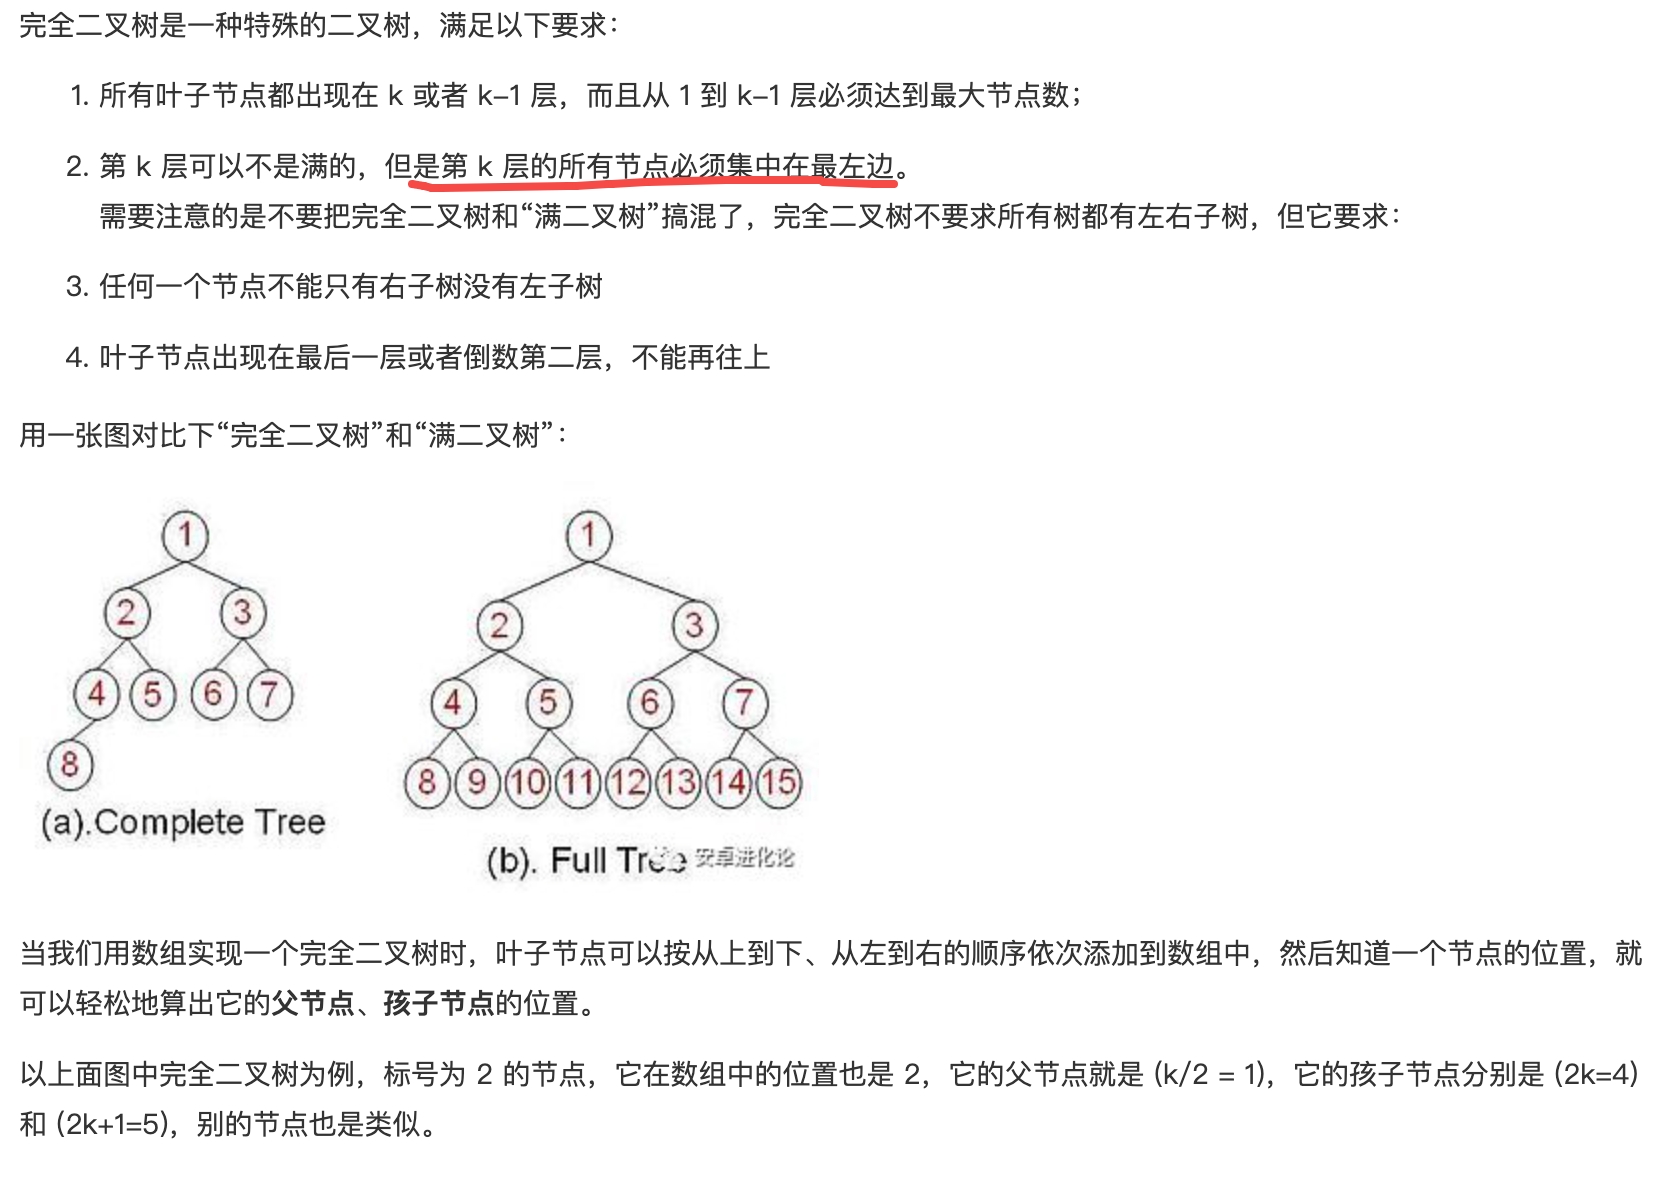 完全二叉树是一种特殊的二叉树，满足以下要求：
1. 所有叶子节点都出现在 k 或者 k-1 层，而且从 1 到 k-1 层必须达到最大节点数；
2. 第 k 层可以不是满的，但是第 k 层的所有节点必须集中在最左边。
需要注意的是不要把完全二叉树和“满二叉树”搞混了，完全二叉树不要求所有树都有左右子树，但它要求：
3. 任何一个节点不能只有右子树没有左子树
4. 叶子节点出现在最后一层或者倒数第二层，不能再往上
用一张图对比下“完全二叉树”和“满二叉树”：
1
2 3
4 5 6 7
8
(a).Complete Tree
1
2 3
4 5 6 7
8 9 10 11 12 13 14 15
(b). Full Tree 安卓进化论
当我们用数组实现一个完全二叉树时，叶子节点可以按从上到下、从左到右的顺序依次添加到数组中，然后知道一个节点的位置，就
可以轻松地算出它的父节点、孩子节点的位置。
以上面图中完全二叉树为例，标号为 2 的节点，它在数组中的位置也是 2，它的父节点就是 (k/2 = 1)，它的孩子节点分别是 (2k=4)
和 (2k+1=5)，别的节点也是类似。